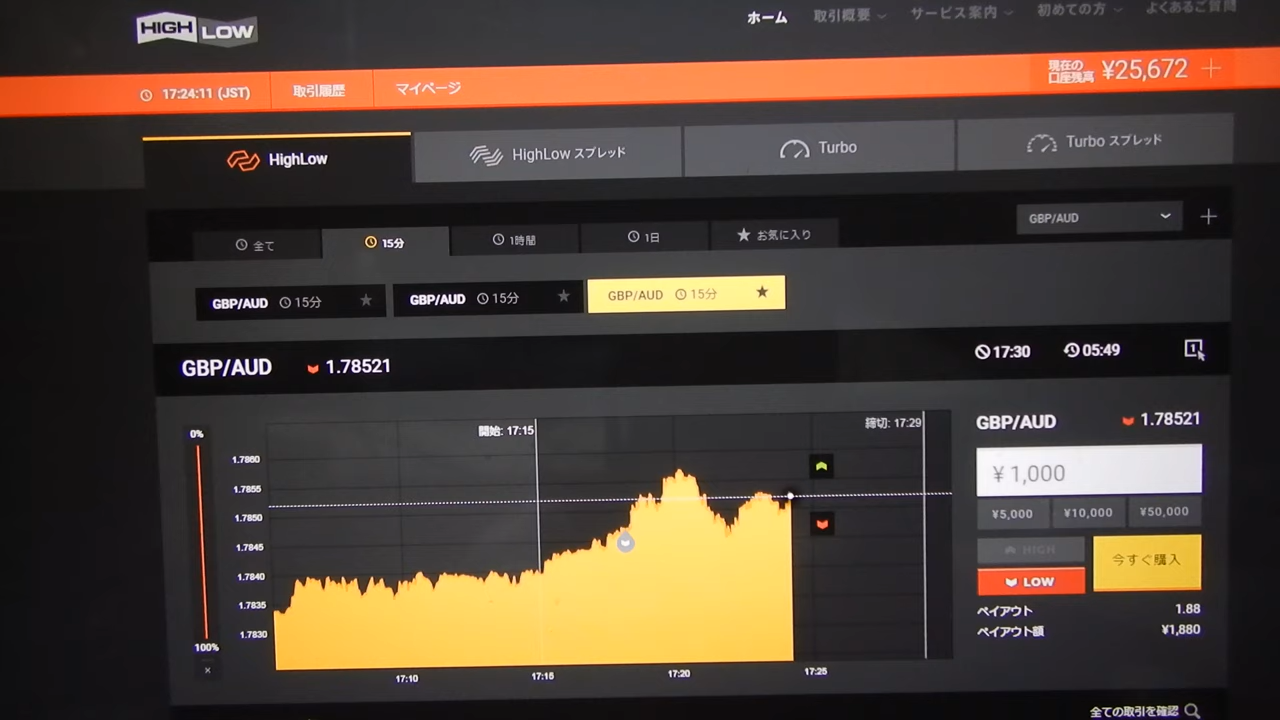 HIGH LOW
ホーム 取引概要 サービス案内 初めての方 よくあるご質問
17:24:11 (JST) 取引履歴 マイページ 現在の口座残高 ¥25,672
HighLow HighLow スプレッド Turbo Turbo スプレッド
全て 15分 1時間 1日 お気に入り GBP/AUD
GBP/AUD 15分 GBP/AUD 15分 GBP/AUD 15分
GBP/AUD 1.78521 17:30 05:49 1
0%
100%
×
開始: 17:15 締切: 17:29
1.7860
1.7855
1.7850
1.7845
1.7840
1.7835
1.7830
17:10 17:15 17:20 17:25
GBP/AUD 1.78521
¥ 1,000
¥5,000 ¥10,000 ¥50,000
HIGH
LOW
今すぐ購入
ペイアウト 1.88
ペイアウト額 ¥1,880
全ての取引を確認